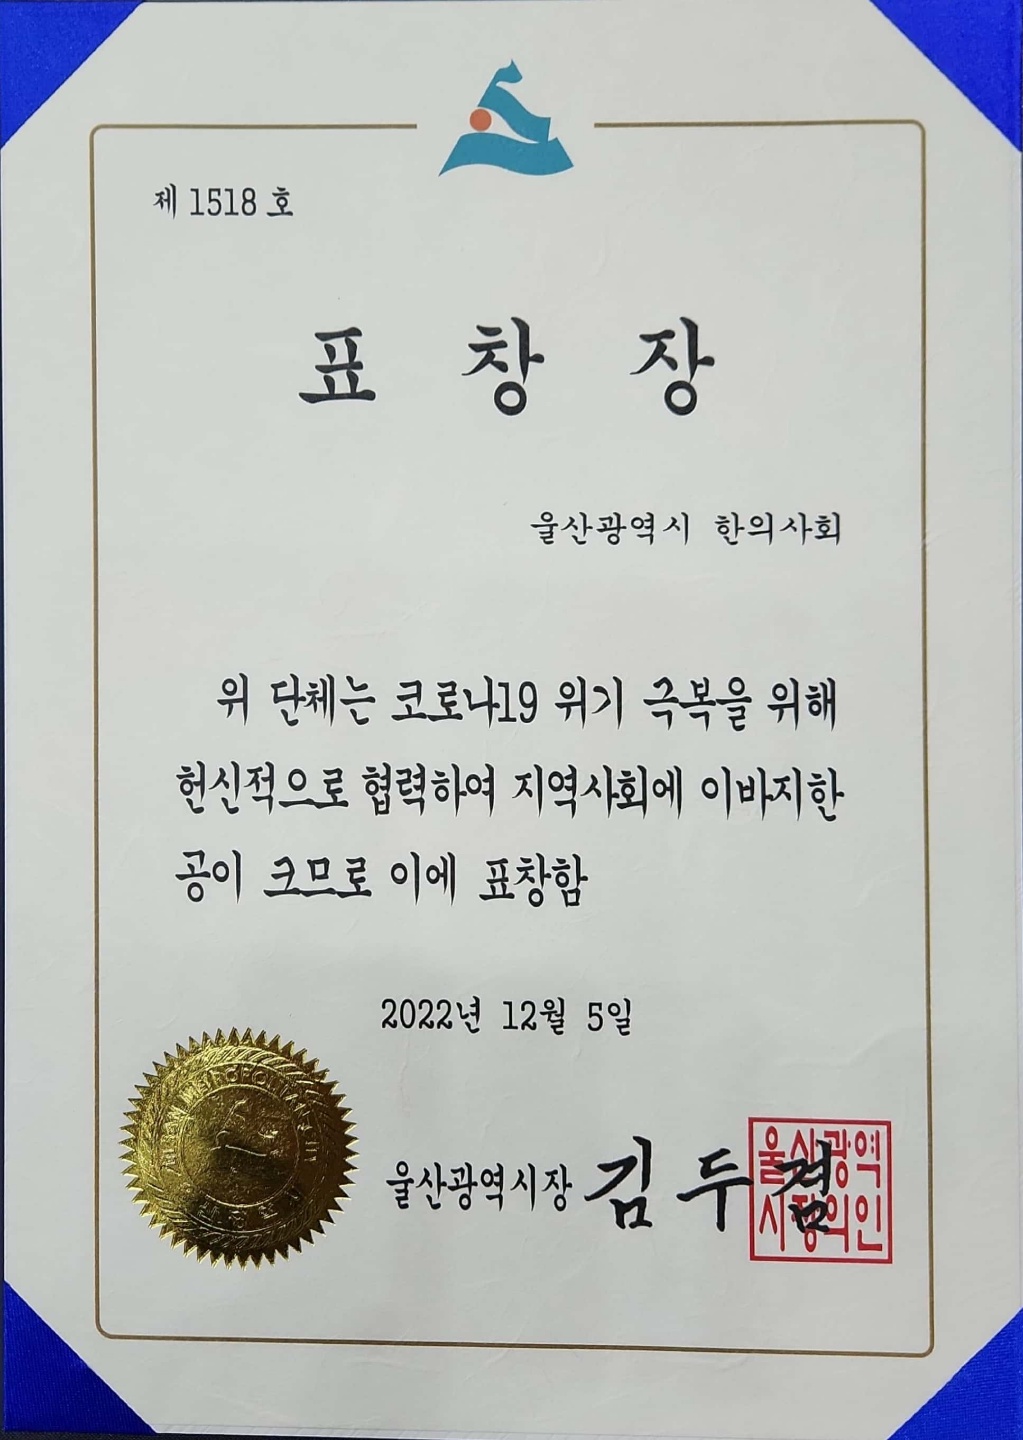 제 1518 호
표 창 장
울산광역시 한의사회
위 단체는 코로나19 위기 극복을 위해
헌신적으로 협력하여 지역사회에 이바지한
공이 크므로 이에 표창함
2022년 12월 5일
울산광역시장 김 두 겸
울산광역
시장의인